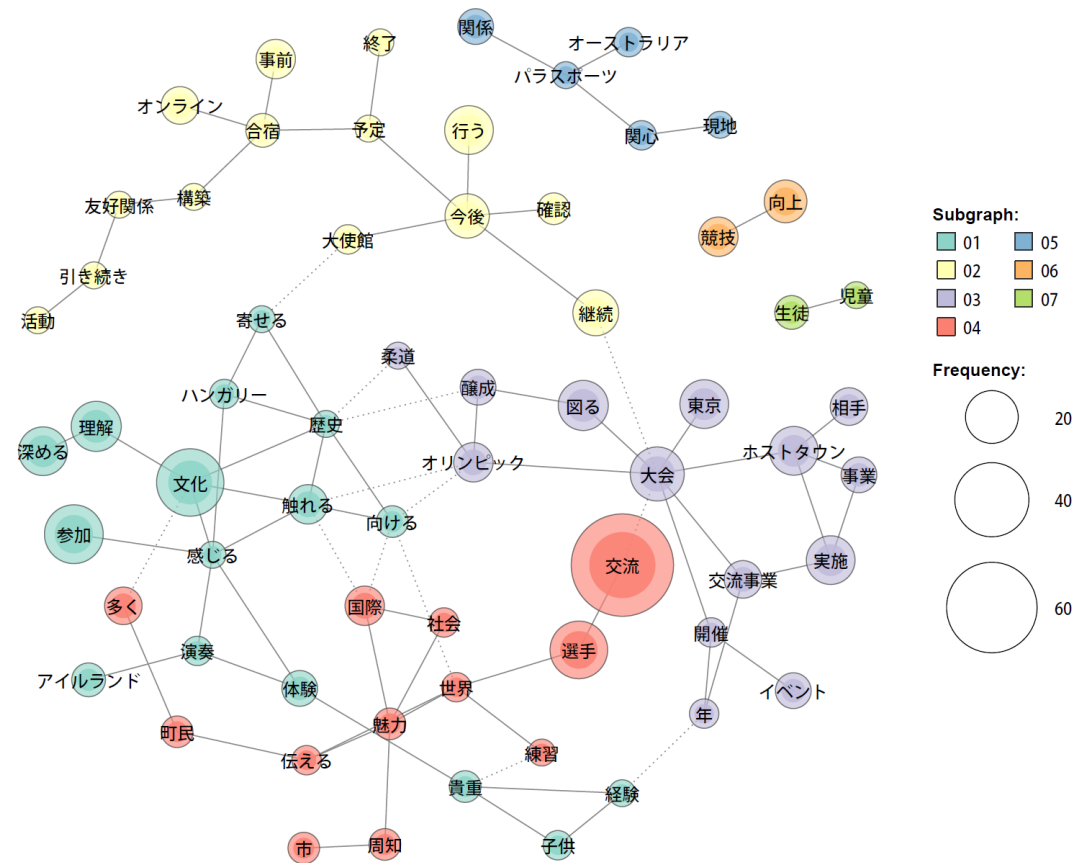 関係
終了
オーストラリア
事前
パラスポーツ
オンライン
合宿
予定
行う
関心
現地
構築
友好関係
今後
確認
向上
競技
大使館
引き続き
児童
活動
寄せる
継続
生徒
柔道
ハンガリー
醸成
図る
東京
相手
理解
歴史
深める
オリンピック
大会
ホストタウン
事業
文化
触れる
参加
向ける
感じる
交流
交流事業
実施
多く
国際
社会
開催
演奏
選手
アイルランド
体験
世界
イベント
年
町民
魅力
伝える
練習
貴重
経験
市
周知
子供
Subgraph:
01
02
03
04
05
06
07
Frequency:
20
40
60